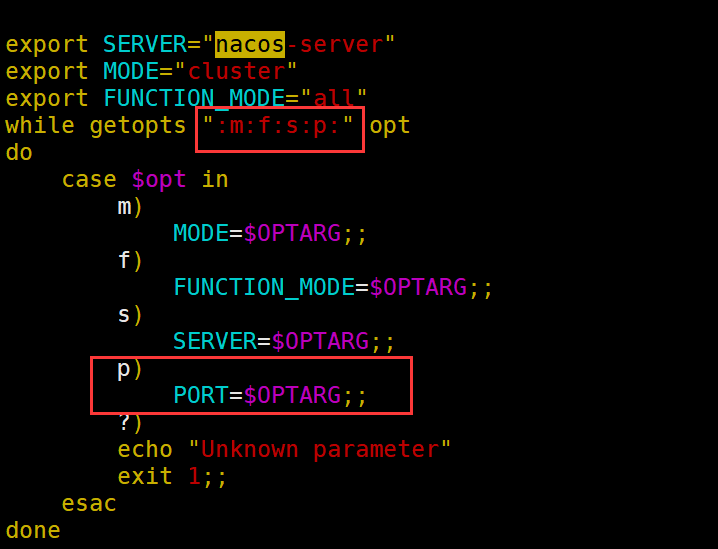 export SERVER="nacos-server"
export MODE="cluster"
export FUNCTION_MODE="all"
while getopts ":m:f:s:p:" opt
do
    case $opt in
        m)
            MODE=$OPTARG;;
        f)
            FUNCTION_MODE=$OPTARG;;
        s)
            SERVER=$OPTARG;;
        p)
            PORT=$OPTARG;;
        ?)
        echo "Unknown parameter"
        exit 1;;
    esac
done